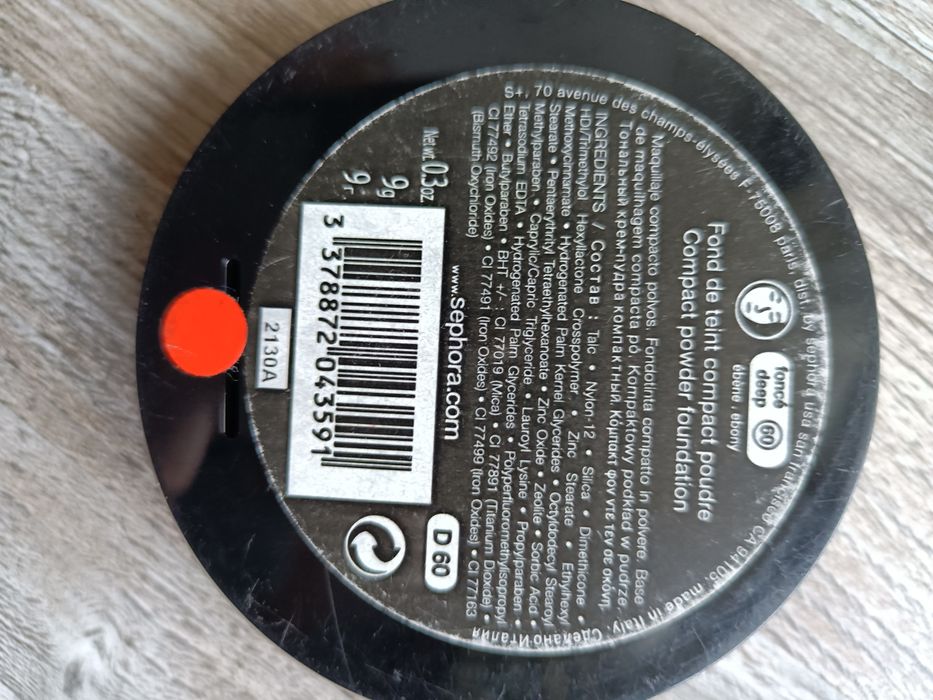 S+, 70 avenue des champs-élysées F-75008 paris, dist. by sephora usa san francisco CA 94105. made in Italy. Сделано Италия
foncé
deep
60
ébène . ebony
Fond de teint compact poudre
Compact powder foundation
Maquillaje compacto polvos. Fondotinta compatto in polvere. Base
de maquilhagem compacta pó. Kompaktowy podkład w pudrze.
Тональный крем-пудра компактный. Κόμπακτ φον ντε τεν σε σκόνη.
INGREDIENTS / Состав : Talc • Nylon-12 • Silica • Dimethicone •
HDI/Trimethylol Hexyllactone Crosspolymer, • Zinc Stearate • Ethylhexyl
Methoxycinnamate • Hydrogenated Palm Kernel Glycerides • Octyldodecyl Stearoyl
Stearate • Pentaerythrityl Tetraethylhexanoate • Zinc Oxide • Zeolite • Sorbic Acid •
Methylparaben • Caprylic/Capric Triglyceride • Lauroyl Lysine • Propylparaben •
Tetrasodium EDTA • Hydrogenated Palm Glycerides • Polyperfluoromethylisopropyl
Ether • Butylparaben • BHT +/- : CI 77019 (Mica) • CI 77891 (Titanium Dioxide) •
CI 77492 (Iron Oxides) • CI 77491 (Iron Oxides) • CI 77499 (Iron Oxides) • CI 77163
(Bismuth Oxychloride)
www.sephora.com
Net wt. 0.3 oz.
9g
9г.
D 60
3 378872 043591
2130A